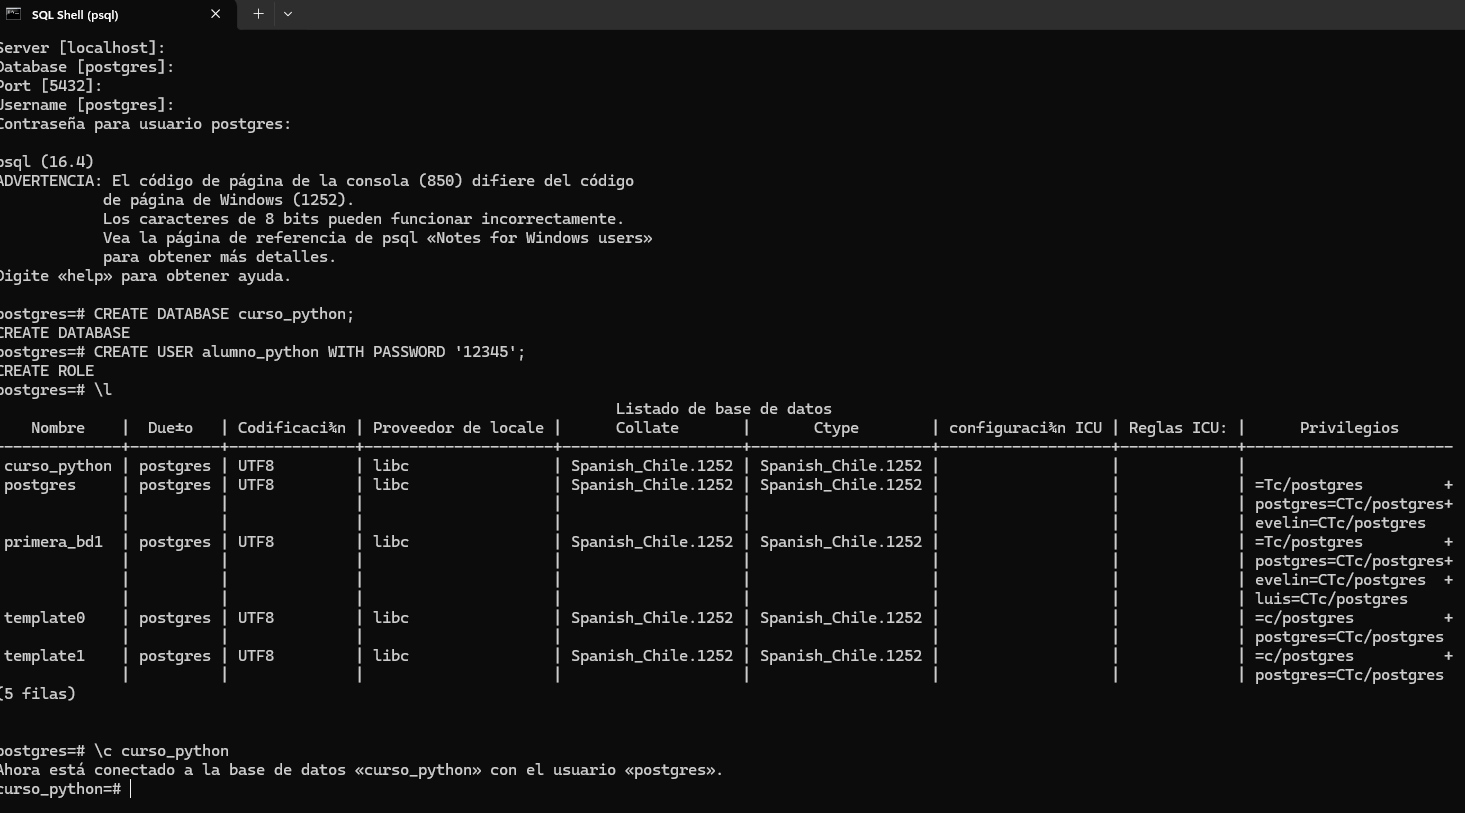 SQL Shell (psql)
Server [localhost]:
Database [postgres]:
Port [5432]:
Username [postgres]:
Contraseña para usuario postgres:
psql (16.4)
ADVERTENCIA: El código de página de la consola (850) difiere del código
de página de Windows (1252).
Los caracteres de 8 bits pueden funcionar incorrectamente.
Vea la página de referencia de psql «Notes for Windows users»
para obtener más detalles.
Digite «help» para obtener ayuda.
postgres=# CREATE DATABASE curso_python;
CREATE DATABASE
postgres=# CREATE USER alumno_python WITH PASSWORD '12345';
CREATE ROLE
postgres=# \l
Listado de base de datos
Nombre | Due±o | Codificaci¾n | Proveedor de locale | Collate | Ctype | configuraci¾n ICU | Reglas ICU: | Privilegios
--------------+----------+--------------+---------------------+--------------------+--------------------+-------------------+-------------+-----------------------
curso_python | postgres | UTF8 | libc | Spanish_Chile.1252 | Spanish_Chile.1252 | | |
postgres | postgres | UTF8 | libc | Spanish_Chile.1252 | Spanish_Chile.1252 | | | =Tc/postgres +
| | | | | | | | postgres=CTc/postgres+
| | | | | | | | evelin=CTc/postgres
primera_bd1 | postgres | UTF8 | libc | Spanish_Chile.1252 | Spanish_Chile.1252 | | | =Tc/postgres +
| | | | | | | | postgres=CTc/postgres+
| | | | | | | | evelin=CTc/postgres +
| | | | | | | | luis=CTc/postgres
template0 | postgres | UTF8 | libc | Spanish_Chile.1252 | Spanish_Chile.1252 | | | =c/postgres +
| | | | | | | | postgres=CTc/postgres
template1 | postgres | UTF8 | libc | Spanish_Chile.1252 | Spanish_Chile.1252 | | | =c/postgres +
| | | | | | | | postgres=CTc/postgres
(5 filas)
postgres=# \c curso_python
Ahora está conectado a la base de datos «curso_python» con el usuario «postgres».
curso_python=#